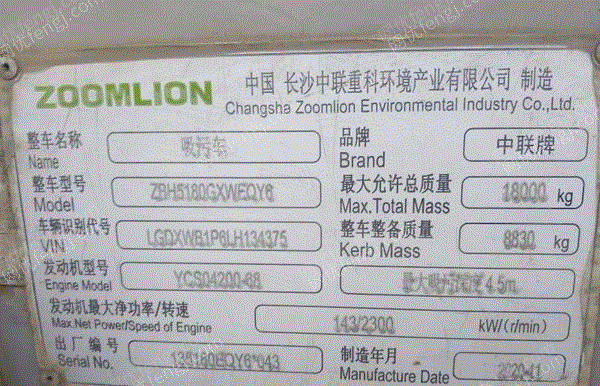 ZOOMLION
中国 长沙中联重科环境产业有限公司 制造
Changsha Zoomlion Environmental Industry Co.,Ltd.
整车名称 Name 吸污车
品牌 Brand 中联牌
整车型号 Model ZBH5180GXWEQY6
最大允许总质量 Max.Total Mass 18000 kg
车辆识别代号 VIN LGDXWB1P6LH134375
整车整备质量 Kerb Mass 8830 kg
发动机型号 Engine Model YCS04200-68
最大吸污深度4.5m
发动机最大净功率/转速 Max.Net Power/Speed of Engine 143/2300 kW/(r/min)
出厂编号 Serial No. 135180EQY6*043
制造年月 Manufactured 2020-11